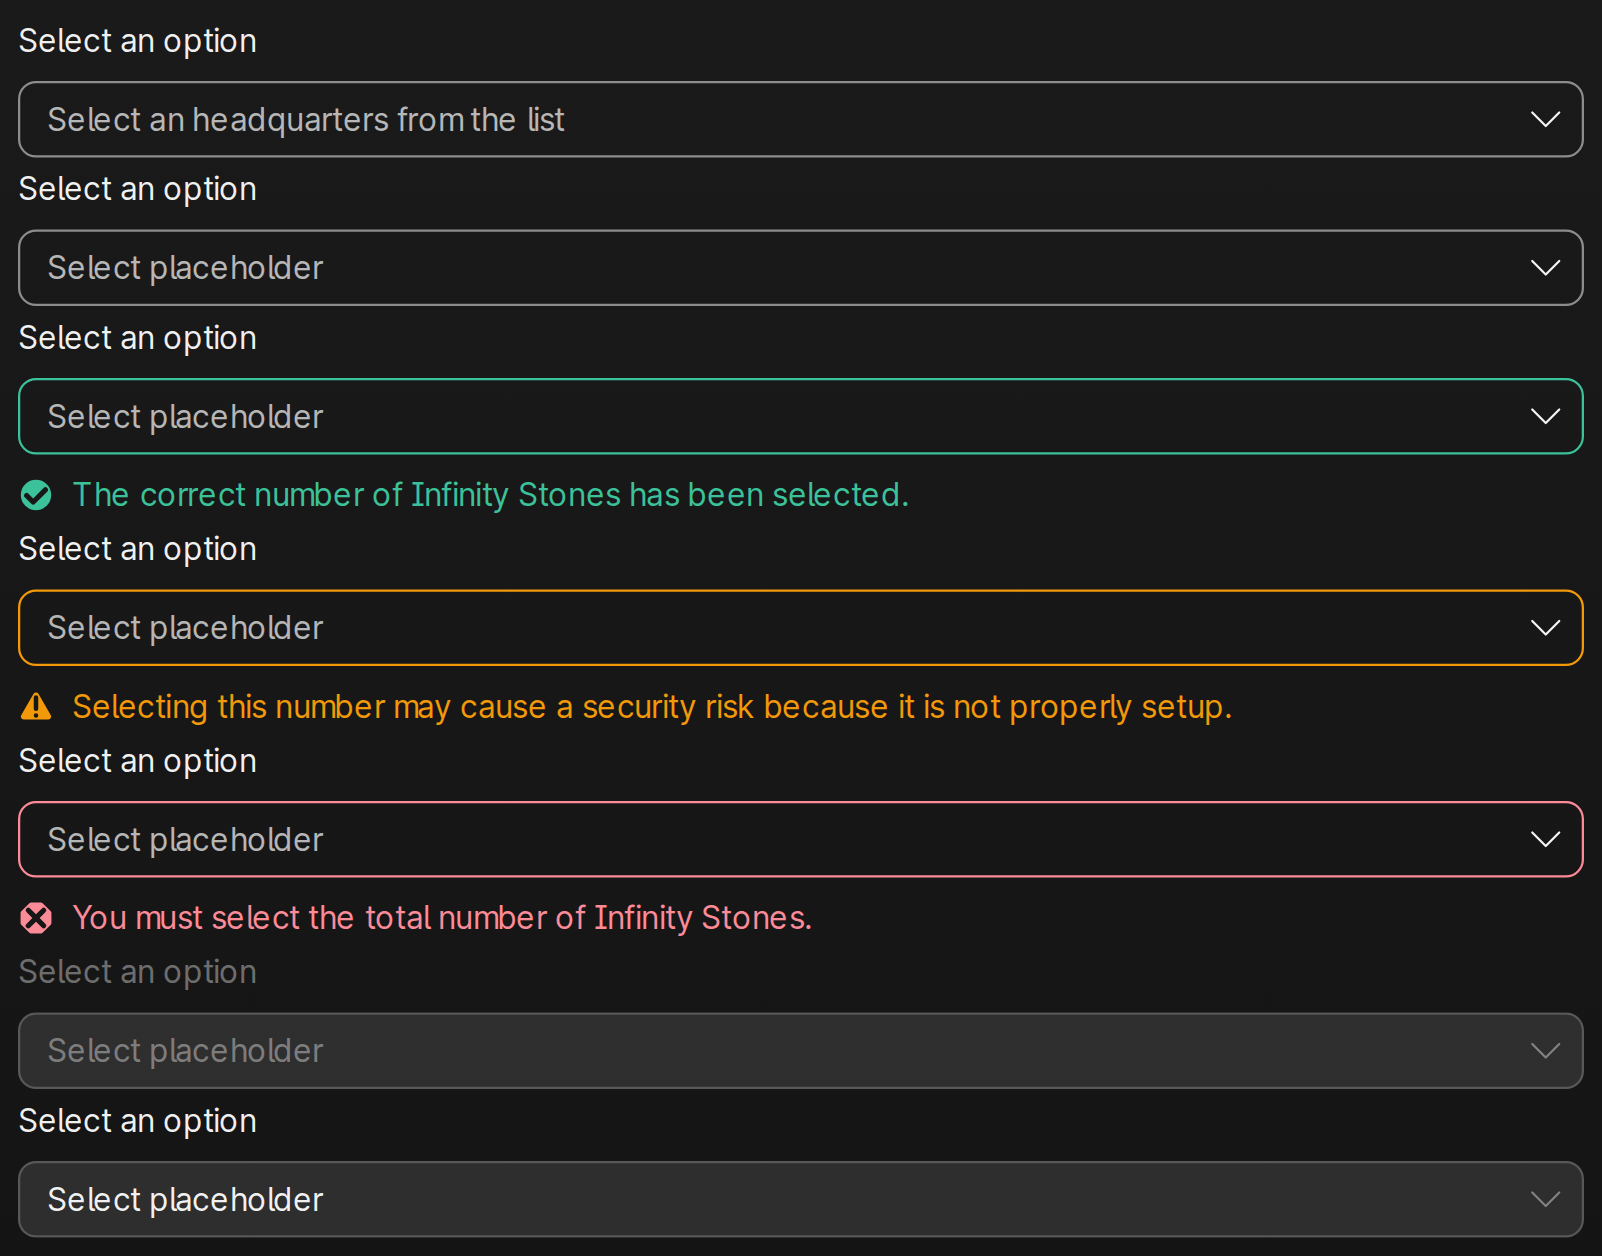 Select an option
Select an headquarters from the list
Select an option
Select placeholder
Select an option
Select placeholder
The correct number of Infinity Stones has been selected.
Select an option
Select placeholder
Selecting this number may cause a security risk because it is not properly setup.
Select an option
Select placeholder
You must select the total number of Infinity Stones.
Select an option
Select placeholder
Select an option
Select placeholder